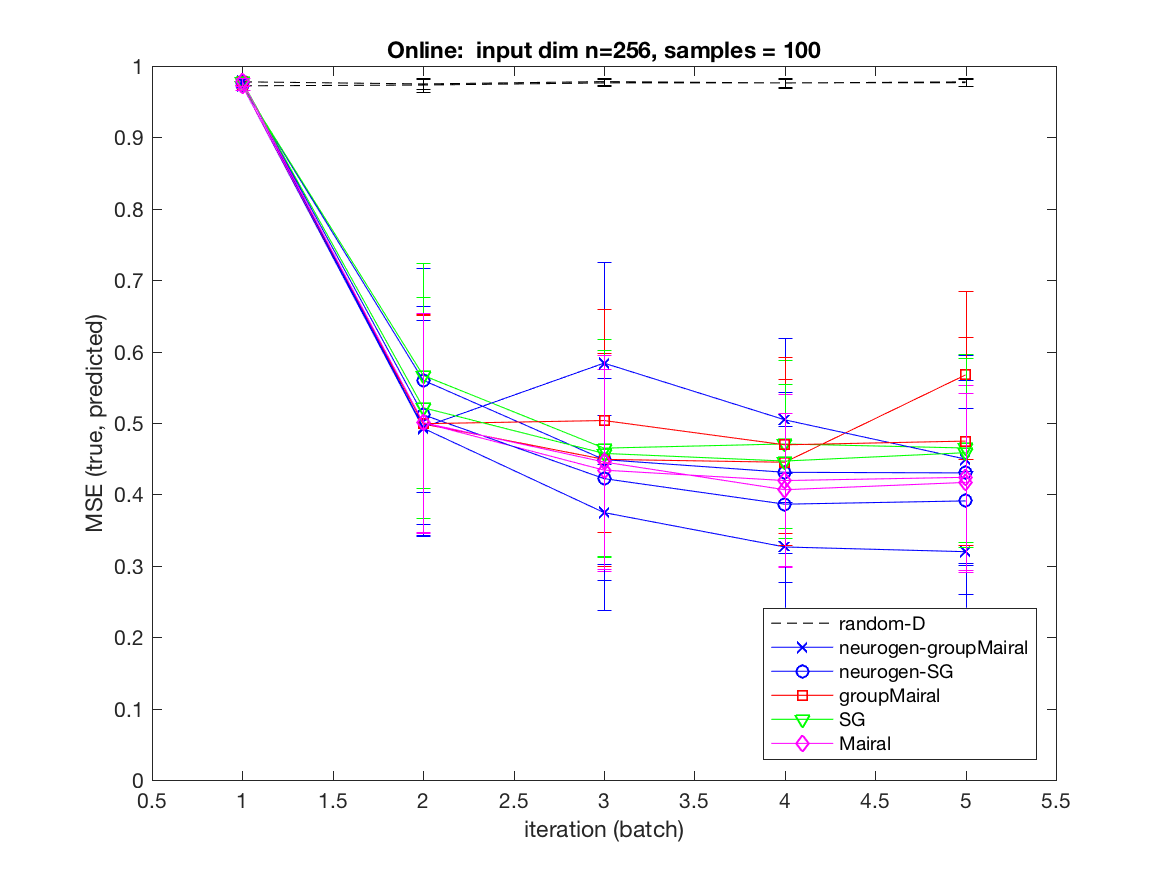 Online: input dim n=256, samples = 100
MSE (true, predicted)
1
0.9
0.8
0.7
0.6
0.5
0.4
0.3
0.2
0.1
0
random-D
neurogen-groupMairal
neurogen-SG
groupMairal
SG
Mairal
0.5 1 1.5 2 2.5 3 3.5 4 4.5 5 5.5
iteration (batch)